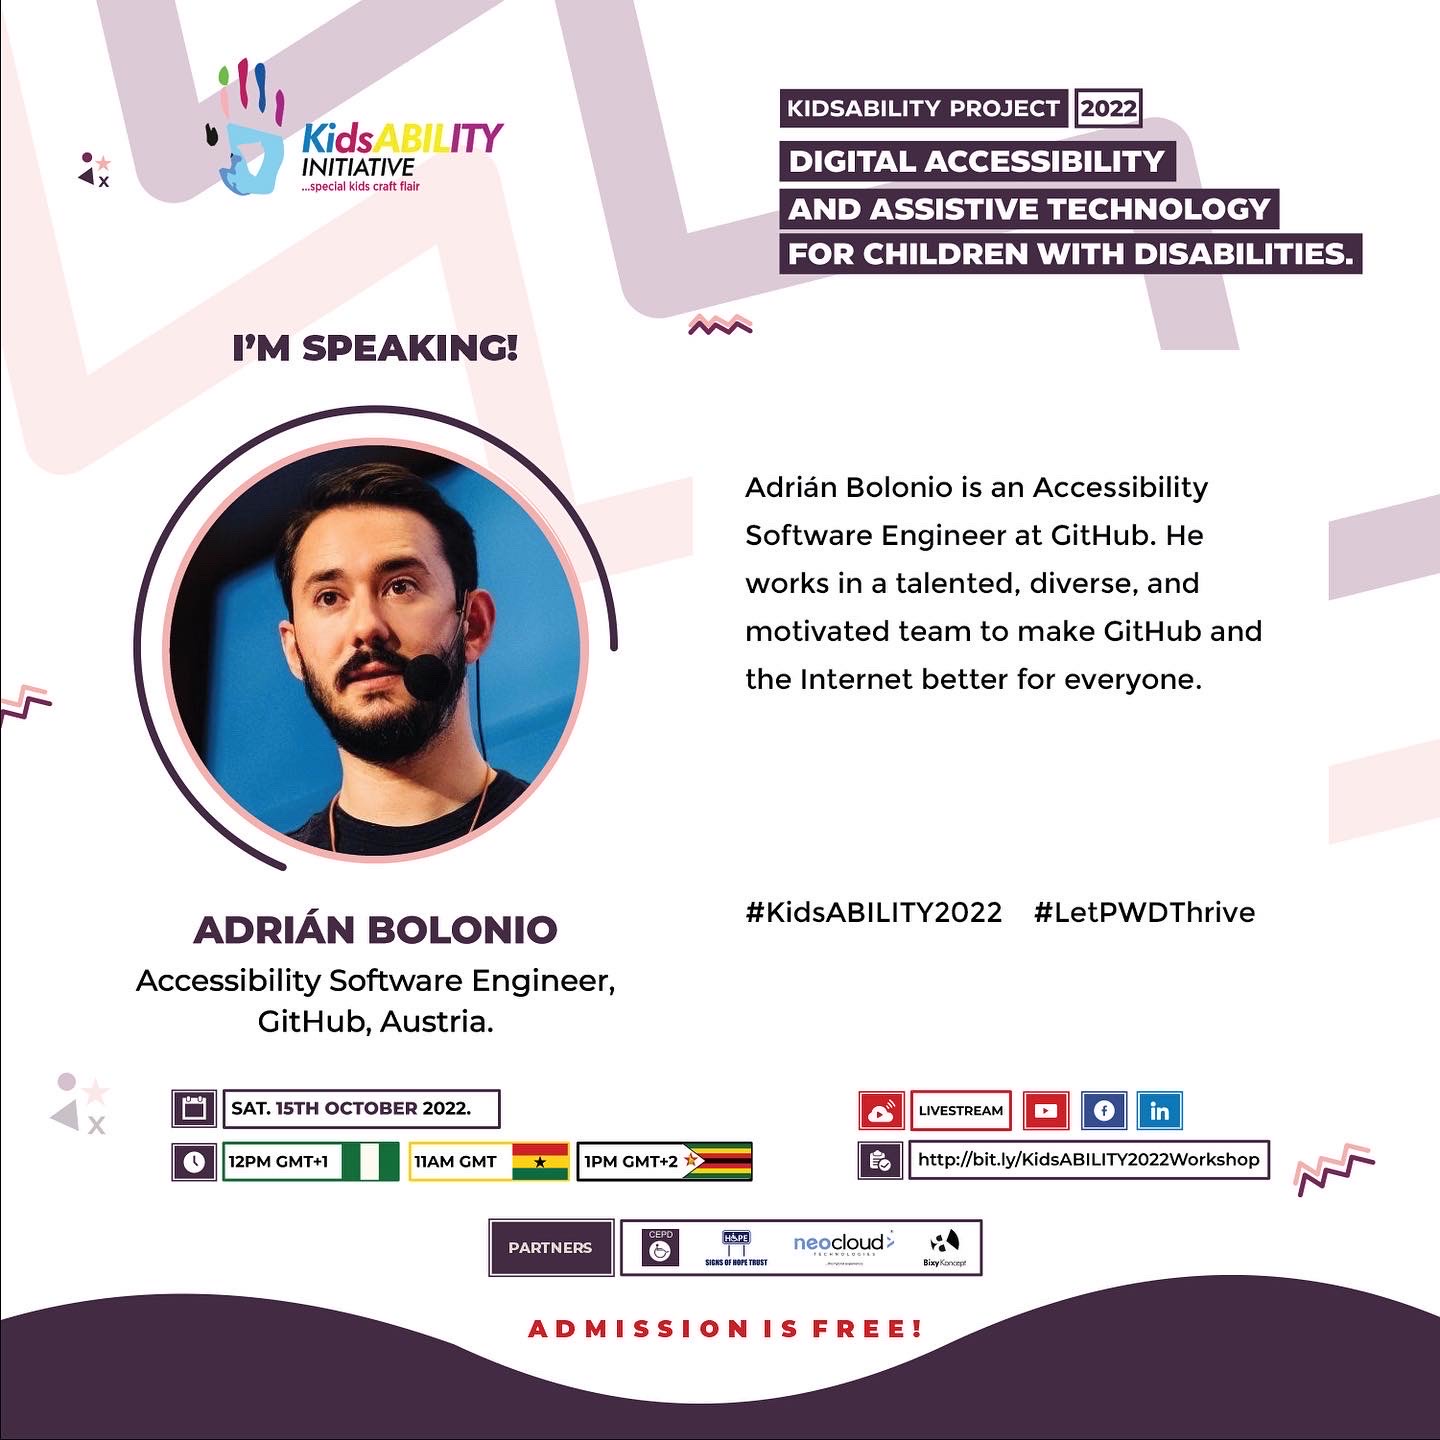 KidsABILITY
INITIATIVE
...special kids craft flair
x
KIDSABILITY PROJECT 2022
DIGITAL ACCESSIBILITY
AND ASSISTIVE TECHNOLOGY
FOR CHILDREN WITH DISABILITIES.
I'M SPEAKING!
Adrián Bolonio is an Accessibility
Software Engineer at GitHub. He
works in a talented, diverse, and
motivated team to make GitHub and
the Internet better for everyone.
#KidsABILITY2022 #LetPWDThrive
ADRIÁN BOLONIO
Accessibility Software Engineer,
GitHub, Austria.
x
SAT. 15TH OCTOBER 2022.
12PM GMT+1
11AM GMT
1PM GMT+2
LIVESTREAM
f
in
http://bit.ly/KidsABILITY2022Workshop
PARTNERS
CEPD
HOPE
SIGNS OF HOPE TRUST
neocloud
TECHNOLOGIES
Bixy Koncept
ADMISSION IS FREE!